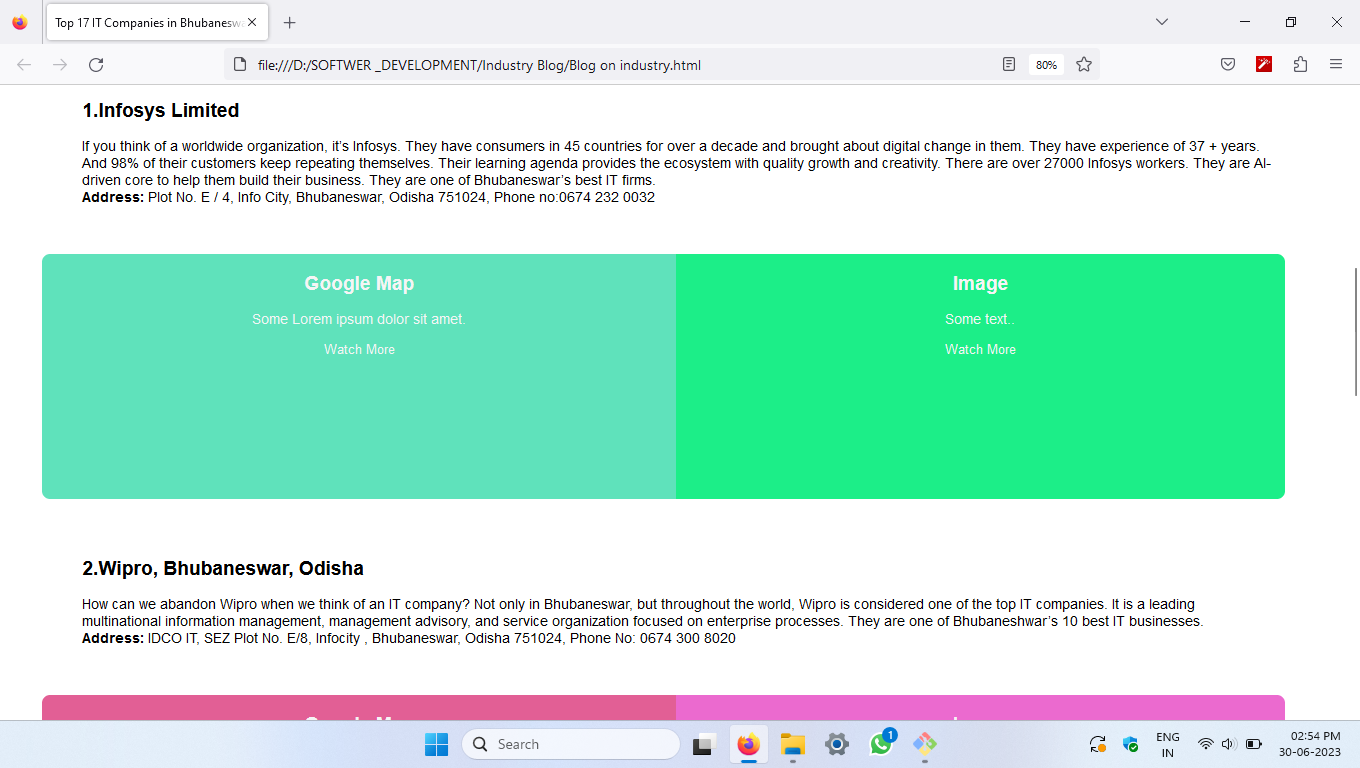 Top 17 IT Companies in Bhubanesw
file:///D:/SOFTWER _DEVELOPMENT/Industry Blog/Blog on industry.html
80%
1.Infosys Limited
If you think of a worldwide organization, it’s Infosys. They have consumers in 45 countries for over a decade and brought about digital change in them. They have experience of 37 + years.
And 98% of their customers keep repeating themselves. Their learning agenda provides the ecosystem with quality growth and creativity. There are over 27000 Infosys workers. They are AI-
driven core to help them build their business. They are one of Bhubaneswar’s best IT firms.
Address: Plot No. E / 4, Info City, Bhubaneswar, Odisha 751024, Phone no:0674 232 0032
Google Map
Some Lorem ipsum dolor sit amet.
Watch More
Image
Some text..
Watch More
2.Wipro, Bhubaneswar, Odisha
How can we abandon Wipro when we think of an IT company? Not only in Bhubaneswar, but throughout the world, Wipro is considered one of the top IT companies. It is a leading
multinational information management, management advisory, and service organization focused on enterprise processes. They are one of Bhubaneshwar’s 10 best IT businesses.
Address: IDCO IT, SEZ Plot No. E/8, Infocity , Bhubaneswar, Odisha 751024, Phone No: 0674 300 8020
Search
1
ENG
IN
02:54 PM
30-06-2023